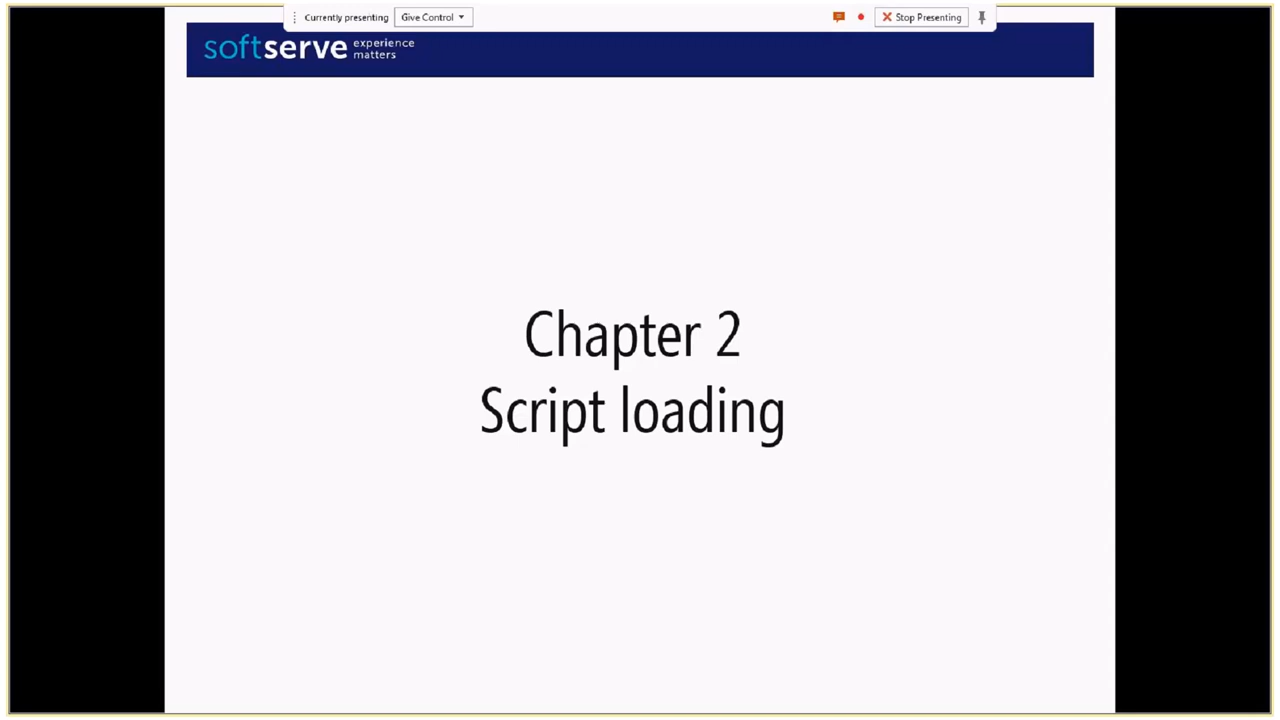 Currently presenting
Give Control
Stop Presenting
softserve experience
matters
Chapter 2
Script loading